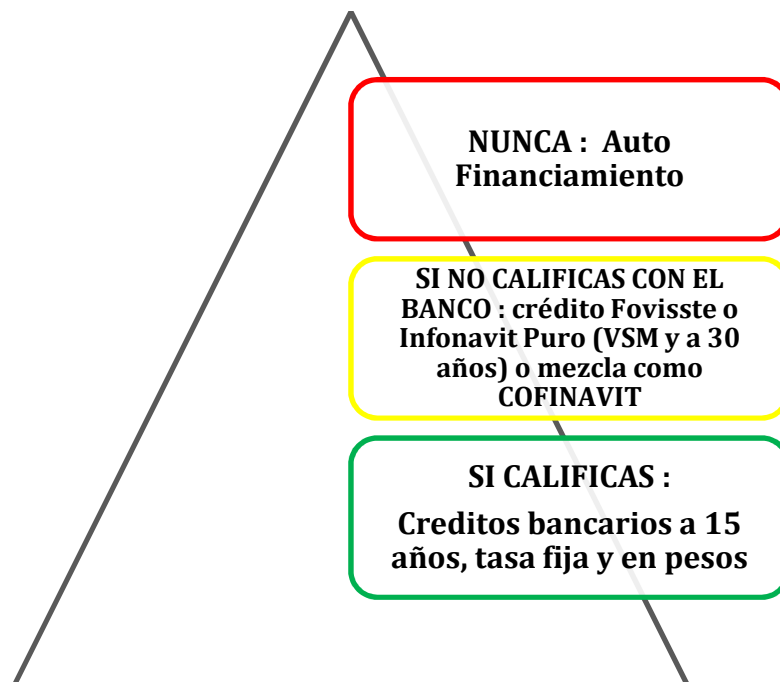 NUNCA : Auto
Financiamiento
SI NO CALIFICAS CON EL
BANCO : crédito Fovisste o
Infonavit Puro (VSM y a 30
años) o mezcla como
COFINAVIT
SI CALIFICAS :
Creditos bancarios a 15
años, tasa fija y en pesos